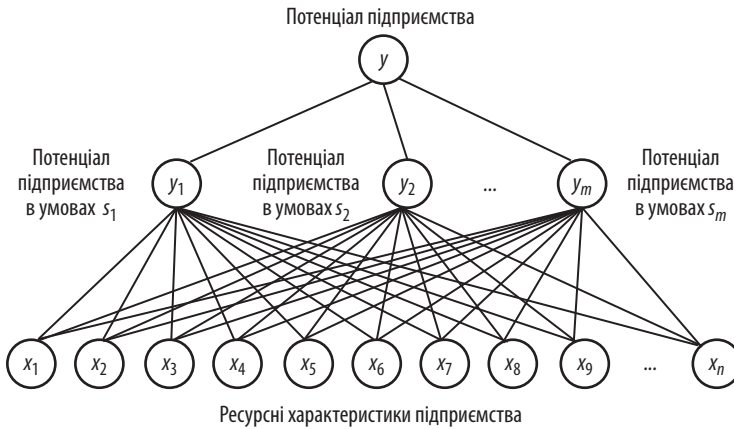 Потенціал підприємства
y
Потенціал
підприємства
в умовах s1
y1
Потенціал
підприємства
в умовах s2
y2
...
ym
Потенціал
підприємства
в умовах sm
x1 x2 x3 x4 x5 x6 x7 x8 x9 ... xn
Ресурсні характеристики підприємства